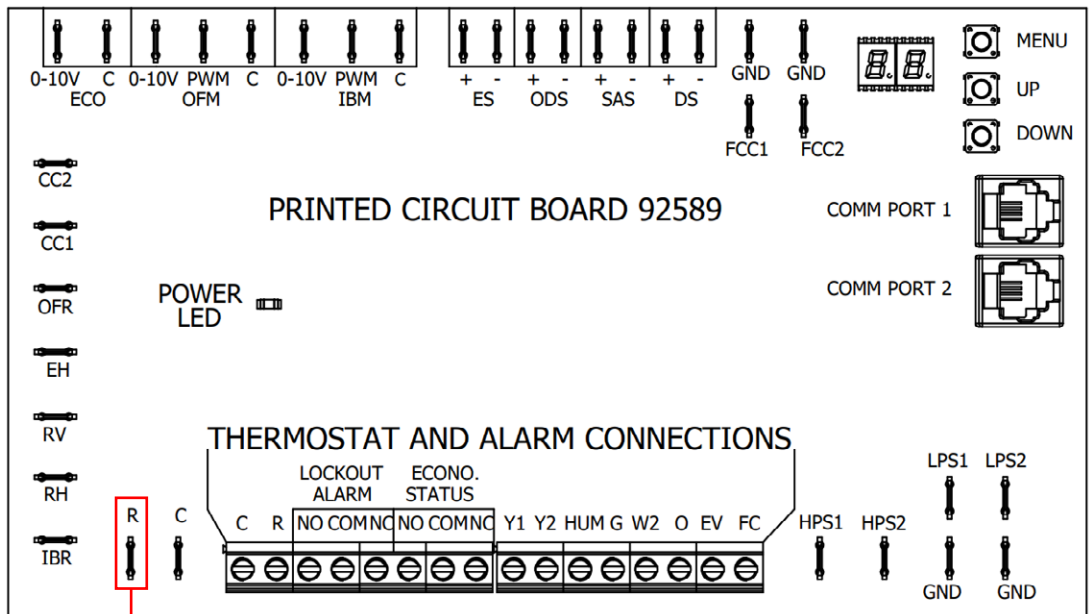 0-10V C 0-10V PWM C 0-10V PWM C
ECO OFM IBM
+ - + - + - + -
ES ODS SAS DS
GND GND
FCC1 FCC2
8.8.
MENU
UP
DOWN
CC2
CC1
OFR
EH
RV
RH
IBR
PRINTED CIRCUIT BOARD 92589
COMM PORT 1
COMM PORT 2
POWER
LED
THERMOSTAT AND ALARM CONNECTIONS
LOCKOUT
ALARM
ECONO.
STATUS
R C
C R NO COM NC NO COM NC Y1 Y2 HUM G W2 O EV FC
HPS1 HPS2
LPS1 LPS2
GND GND